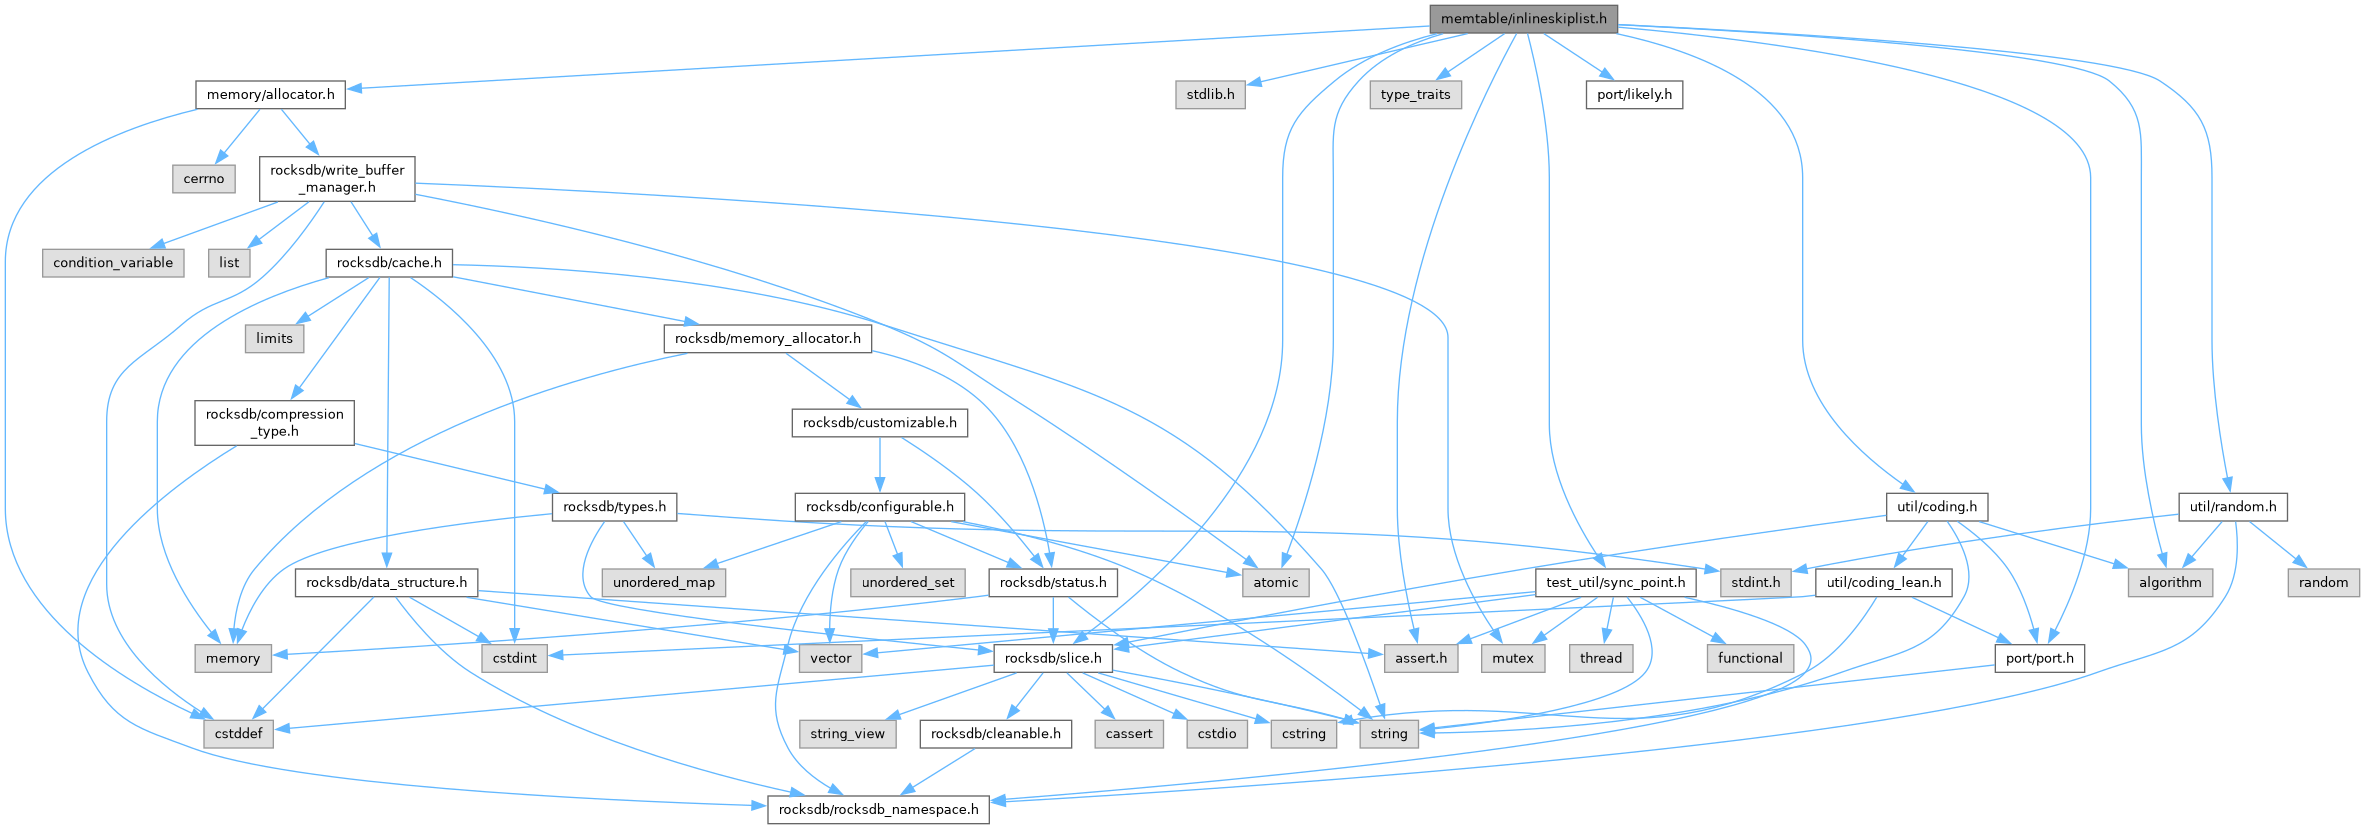 memtable/inlineskiplist.h
memory/allocator.h
stdlib.h
type_traits
port/likely.h
cerrno
rocksdb/write_buffer
_manager.h
condition_variable
list
rocksdb/cache.h
limits
rocksdb/memory_allocator.h
rocksdb/compression
_type.h
rocksdb/customizable.h
rocksdb/types.h
rocksdb/configurable.h
util/coding.h
util/random.h
rocksdb/data_structure.h
unordered_map
unordered_set
rocksdb/status.h
atomic
test_util/sync_point.h
stdint.h
util/coding_lean.h
algorithm
random
memory
cstdint
vector
rocksdb/slice.h
assert.h
mutex
thread
functional
port/port.h
cstddef
string_view
rocksdb/cleanable.h
cassert
cstdio
cstring
string
rocksdb/rocksdb_namespace.h